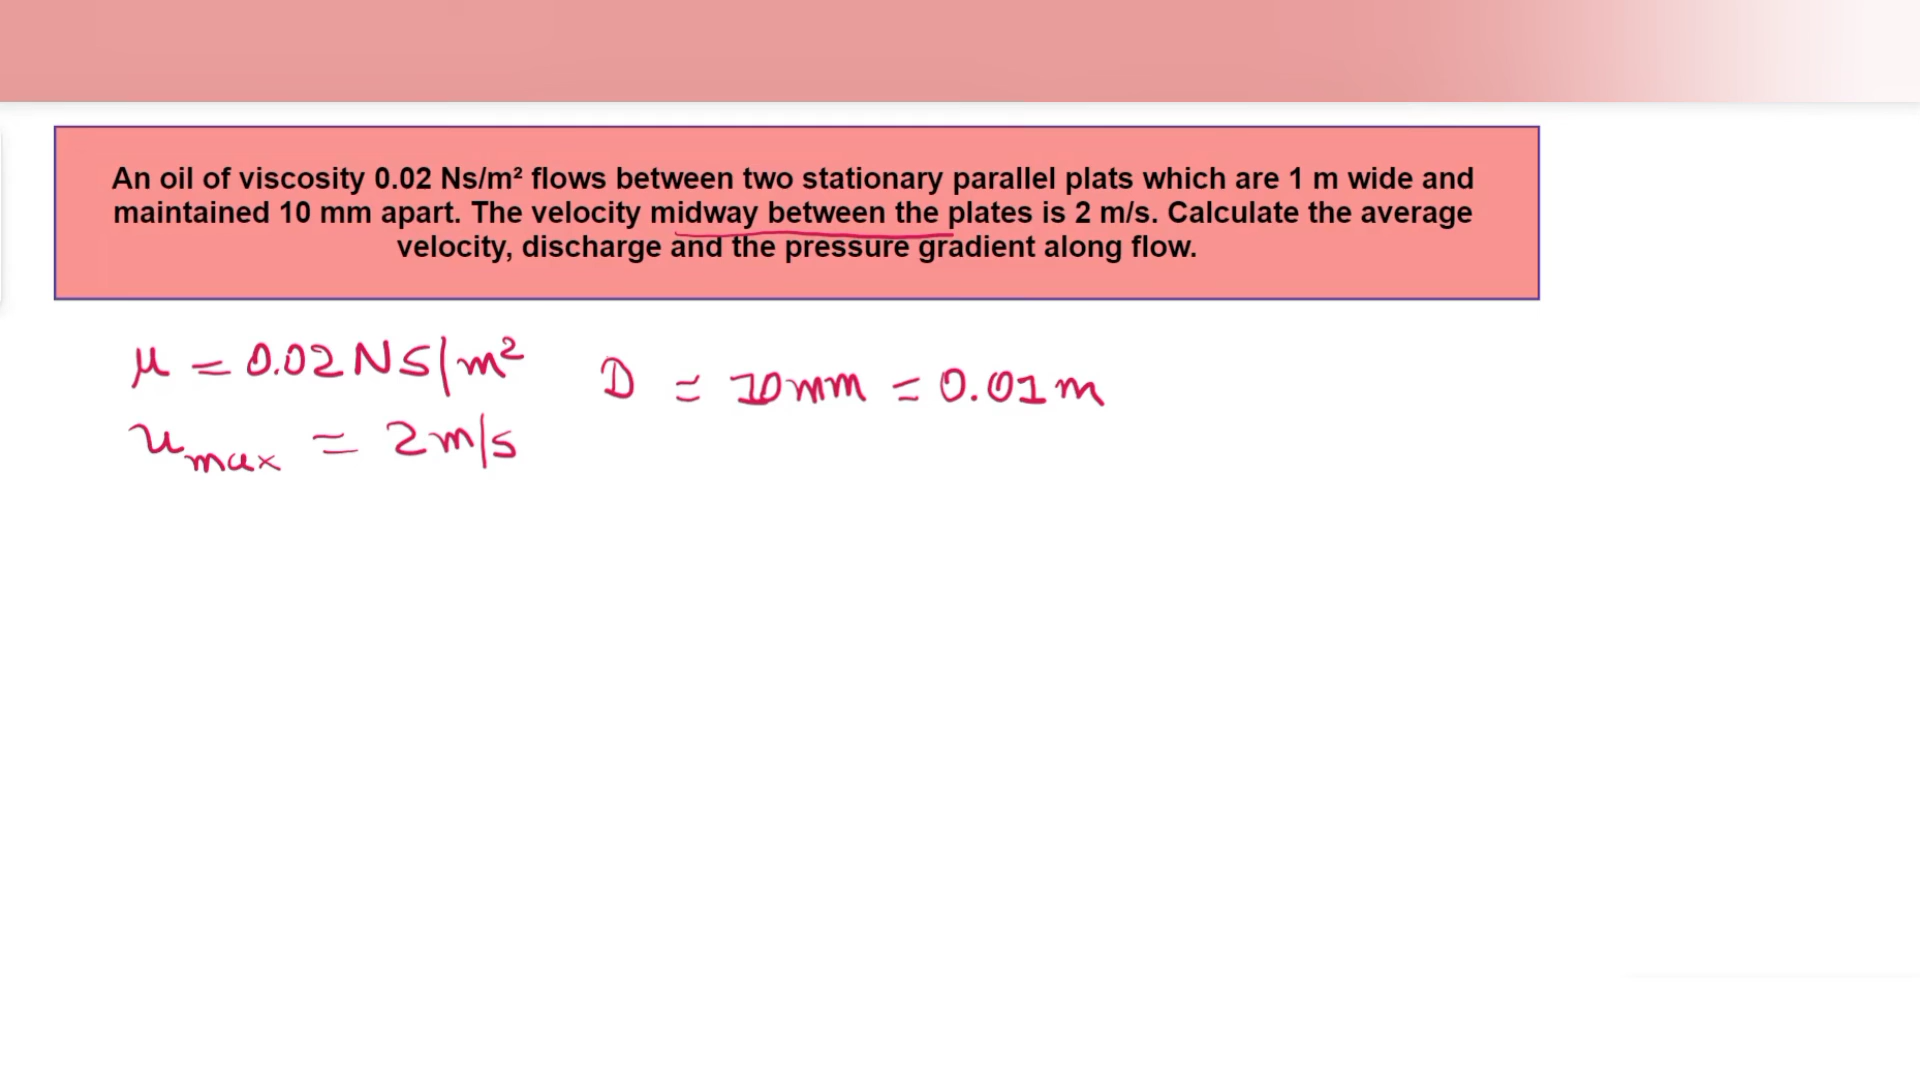 An oil of viscosity 0.02 Ns/m² flows between two stationary parallel plats which are 1 m wide and
maintained 10 mm apart. The velocity midway between the plates is 2 m/s. Calculate the average
velocity, discharge and the pressure gradient along flow.
μ = 0.02 NS/m² D = 10mm = 0.01m
u max = 2m/s